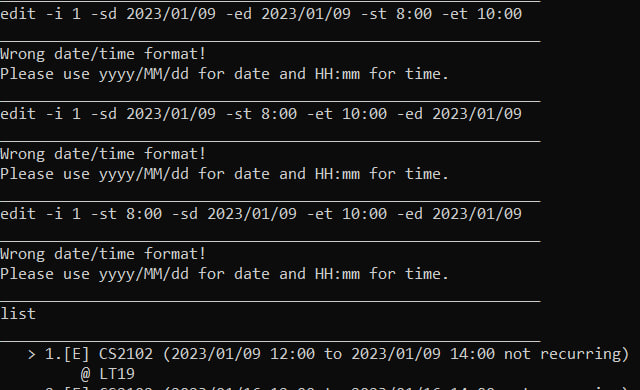 edit -i 1 -sd 2023/01/09 -ed 2023/01/09 -st 8:00 -et 10:00
Wrong date/time format!
Please use yyyy/MM/dd for date and HH:mm for time.
edit -i 1 -sd 2023/01/09 -st 8:00 -et 10:00 -ed 2023/01/09
Wrong date/time format!
Please use yyyy/MM/dd for date and HH:mm for time.
edit -i 1 -st 8:00 -sd 2023/01/09 -et 10:00 -ed 2023/01/09
Wrong date/time format!
Please use yyyy/MM/dd for date and HH:mm for time.
list
> 1.[E] CS2102 (2023/01/09 12:00 to 2023/01/09 14:00 not recurring)
@ LT19